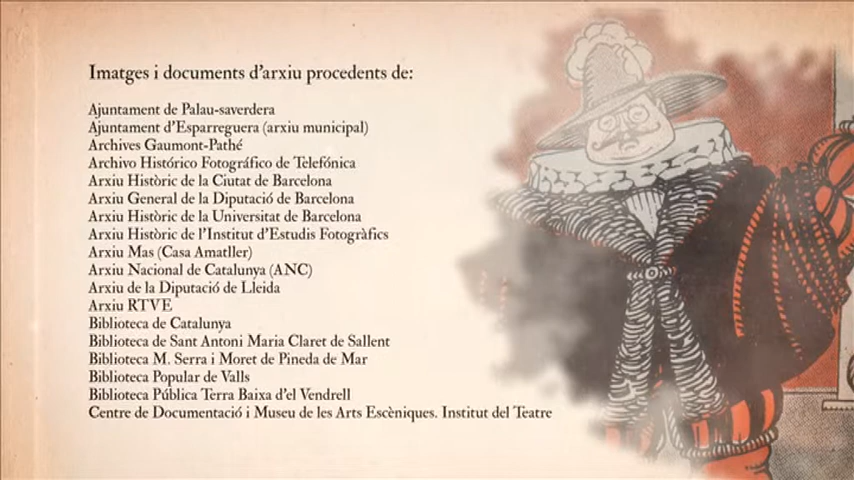 Imatges i documents d'arxiu procedents de:
Ajuntament de Palau-saverdera
Ajuntament d'Esparreguera (arxiu municipal)
Archives Gaumont-Pathé
Archivo Histórico Fotográfico de Telefónica
Arxiu Històric de la Ciutat de Barcelona
Arxiu General de la Diputació de Barcelona
Arxiu Històric de la Universitat de Barcelona
Arxiu Històric de l'Institut d'Estudis Fotogràfics
Arxiu Mas (Casa Amatller)
Arxiu Nacional de Catalunya (ANC)
Arxiu de la Diputació de Lleida
Arxiu RTVE
Biblioteca de Catalunya
Biblioteca de Sant Antoni Maria Claret de Sallent
Biblioteca M. Serra i Moret de Pineda de Mar
Biblioteca Popular de Valls
Biblioteca Pública Terra Baixa d'el Vendrell
Centre de Documentació i Museu de les Arts Escèniques. Institut del Teatre